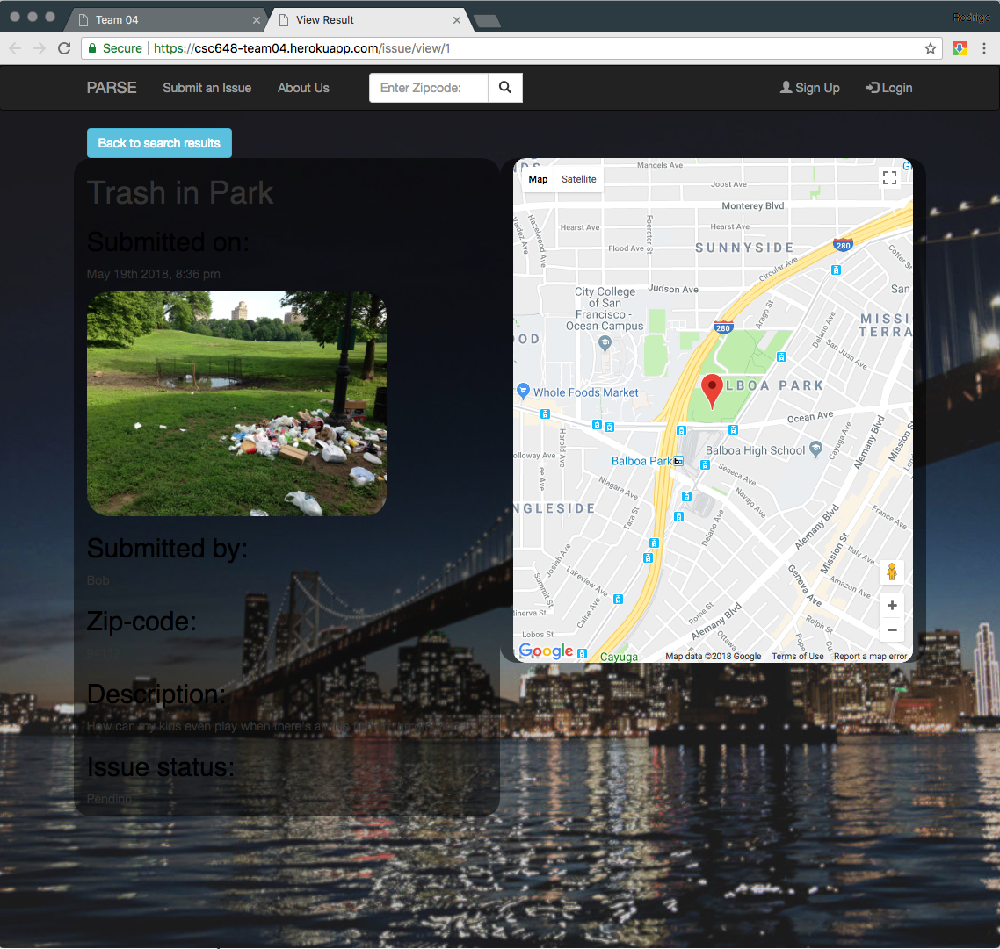 Team 04
View Result
Rodrigo
Secure
https://csc648-team04.herokuapp.com/issue/view/1
PARSE
Submit an Issue
About Us
Enter Zipcode:
Sign Up
Login
Back to search results
Trash in Park
Submitted on:
May 19th 2018, 8:36 pm
Submitted by:
Bob
Zip-code:
Description:
How can my kids even play when there's all this
Issue status:
Pending
Map
Satellite
Mangels Ave
Joost Ave
Monterey Blvd
Hearst Ave
Hearst Ave
Valdez Ave
Hazelwood Ave
Foerster St
Flood Ave
SUNNYSIDE
280
Circular Ave
Cotter St
Judson Ave
San
City College
of San
Francisco -
Ocean Campus
Arago St
Delano Ave
MISSI
TERRA
280
OOD
San Juan Ave
LBOA PARK
Whole Foods Market
Ocean Ave
Harold Ave
Cayuga Ave
Alemany Blvd
Mission St
Balboa High School
Holloway Ave
Balboa Park
Lee Ave
Seneca Ave
Niagara Ave
Navajo Ave
NGLESIDE
Tara St
Delano Ave
Alemany Blvd
Mission St
Italy Ave
Josiah Ave
Lakeview Ave
Geneva Ave
Amazon Ave
Summit St
Caine Ave
Rome St
Minerva St
Alemany Blvd
Rolph St
Lobos St
Ottawa
Pope
Google
Cayuga
Map data ©2018 Google
Terms of Use
Report a map error